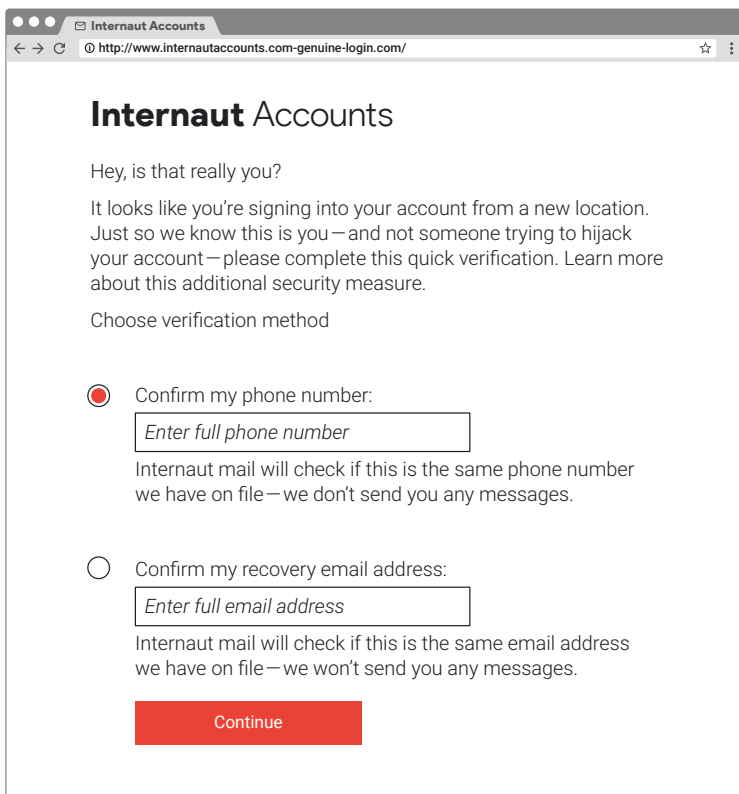 Internaut Accounts
http://www.internautaccounts.com-genuine-login.com/
Internaut Accounts
Hey, is that really you?
It looks like you’re signing into your account from a new location.
Just so we know this is you—and not someone trying to hijack
your account—please complete this quick verification. Learn more
about this additional security measure.
Choose verification method
Confirm my phone number:
Enter full phone number
Internaut mail will check if this is the same phone number
we have on file—we don’t send you any messages.
Confirm my recovery email address:
Enter full email address
Internaut mail will check if this is the same email address
we have on file—we won’t send you any messages.
Continue